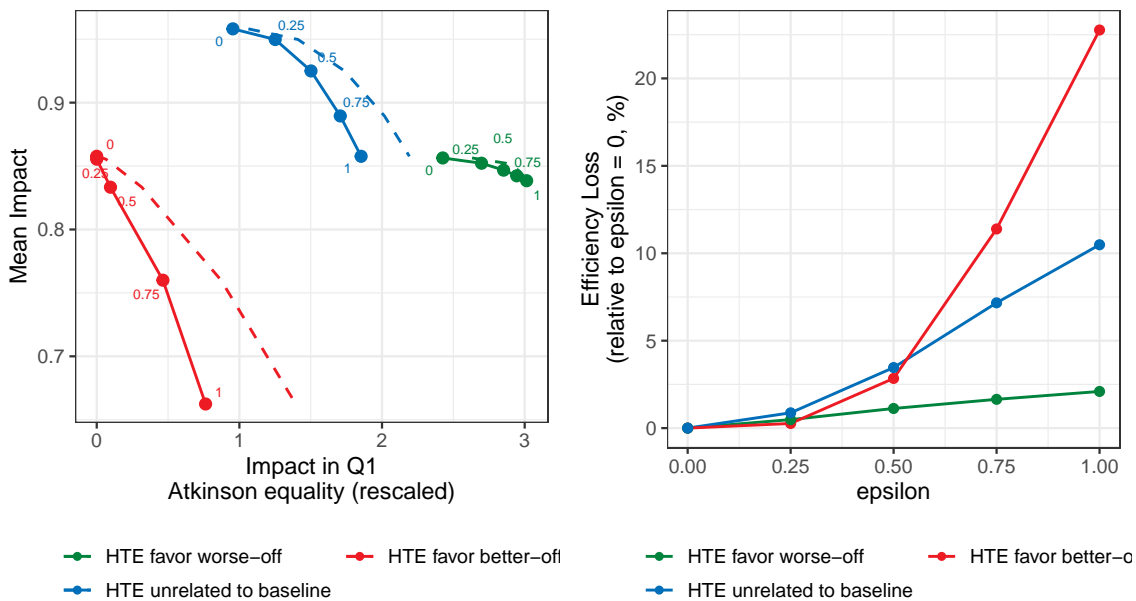 0
0.25
0.5
0.75
1
0
0.25
0.5
0.75
1
0
0.25
0.5
0.75
1
0.9
0.8
0.7
Mean Impact
0 1 2 3
Impact in Q1
Atkinson equality (rescaled)
HTE favor worse−off HTE favor better−off
HTE unrelated to baseline
20
15
10
5
0
Efficiency Loss
(relative to epsilon = 0, %)
0.00 0.25 0.50 0.75 1.00
epsilon
HTE favor worse−off HTE favor better−o
HTE unrelated to baseline